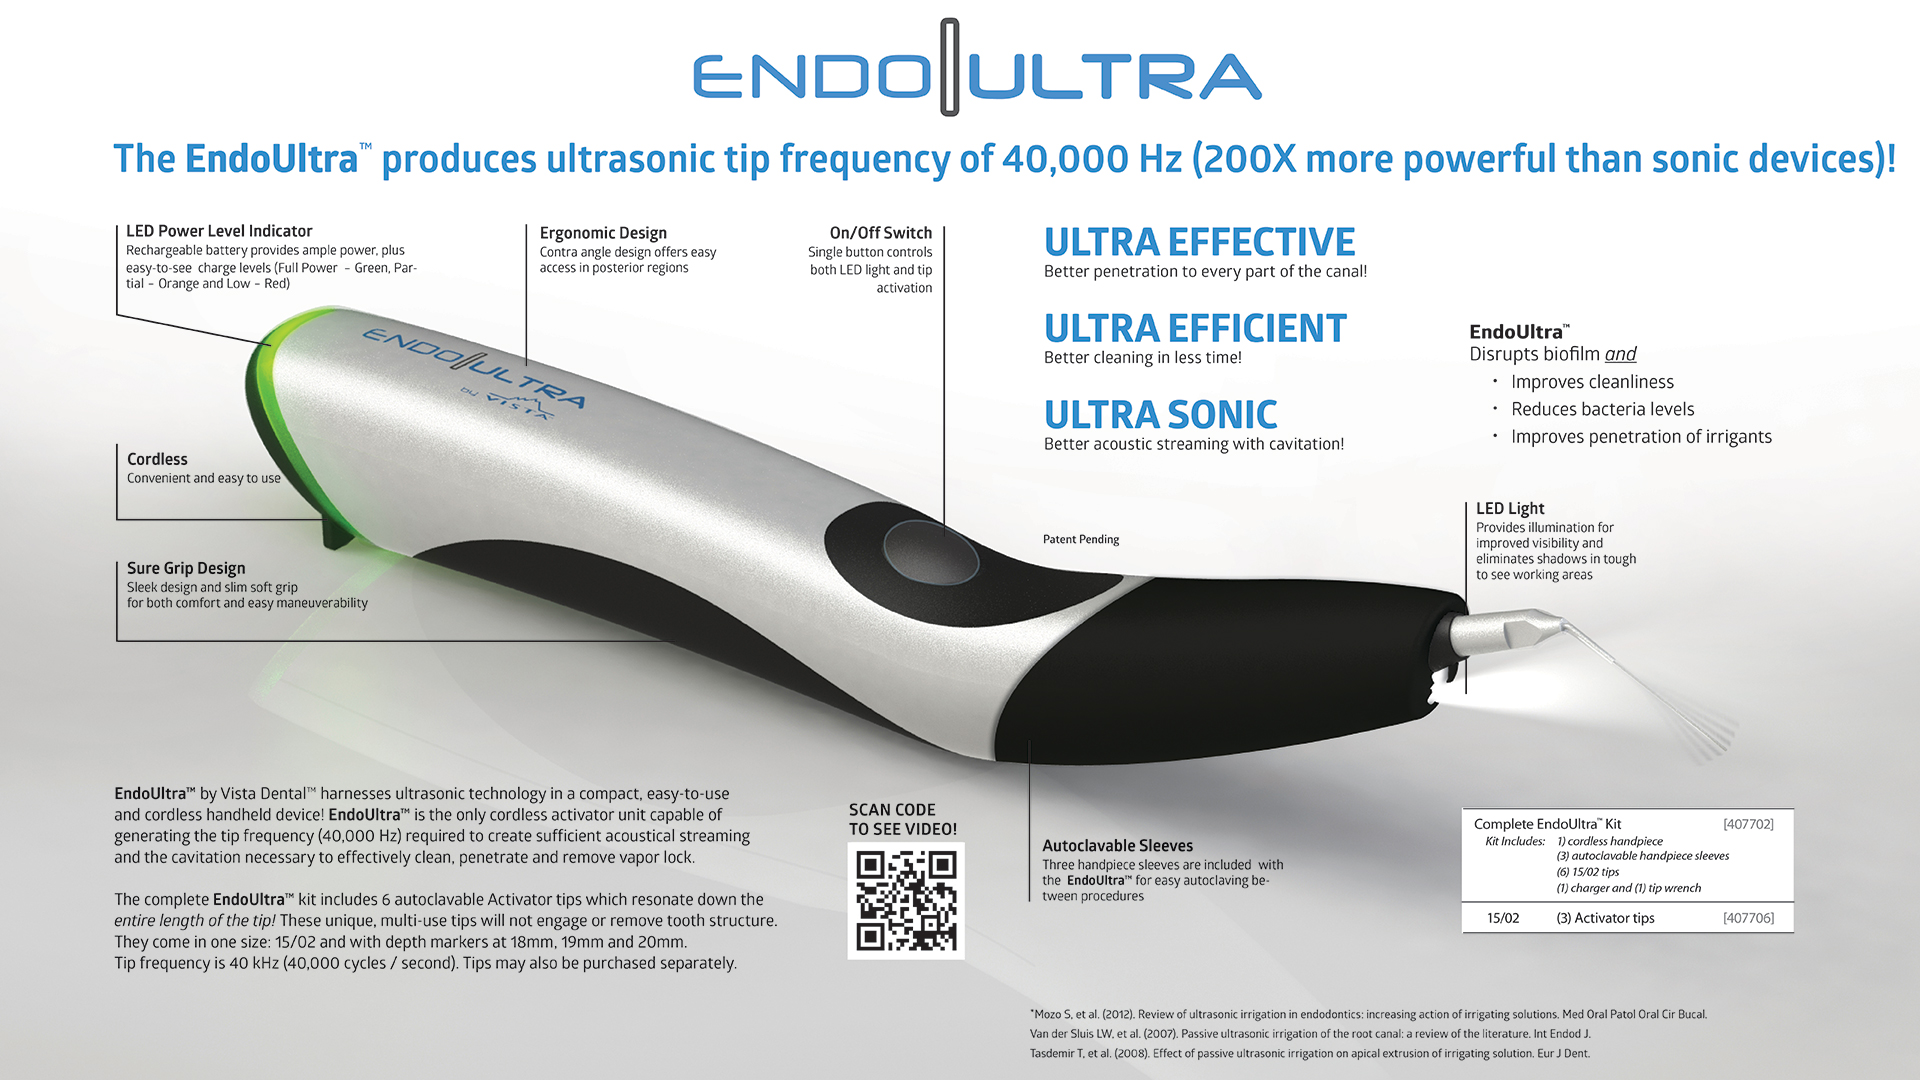 ENDO ULTRA
The EndoUltra™ produces ultrasonic tip frequency of 40,000 Hz (200X more powerful than sonic devices)!
LED Power Level Indicator
Rechargeable battery provides ample power, plus
easy-to-see charge levels (Full Power - Green, Par-
tial - Orange and Low - Red)
Ergonomic Design
Contra angle design offers easy
access in posterior regions
On/Off Switch
Single button controls
both LED light and tip
activation
ULTRA EFFECTIVE
Better penetration to every part of the canal!
ULTRA EFFICIENT
Better cleaning in less time!
ULTRA SONIC
Better acoustic streaming with cavitation!
EndoUltra™
Disrupts biofilm and
• Improves cleanliness
• Reduces bacteria levels
• Improves penetration of irrigants
ENDO ULTRA
by VISTA
Cordless
Convenient and easy to use
Sure Grip Design
Sleek design and slim soft grip
for both comfort and easy maneuverability
Patent Pending
LED Light
Provides illumination for
improved visibility and
eliminates shadows in tough
to see working areas
EndoUltra™ by Vista Dental™ harnesses ultrasonic technology in a compact, easy-to-use
and cordless handheld device! EndoUltra™ is the only cordless activator unit capable of
generating the tip frequency (40,000 Hz) required to create sufficient acoustical streaming
and the cavitation necessary to effectively clean, penetrate and remove vapor lock.
The complete EndoUltra™ kit includes 6 autoclavable Activator tips which resonate down the
entire length of the tip! These unique, multi-use tips will not engage or remove tooth structure.
They come in one size: 15/02 and with depth markers at 18mm, 19mm and 20mm.
Tip frequency is 40 kHz (40,000 cycles / second). Tips may also be purchased separately.
SCAN CODE
TO SEE VIDEO!
Autoclavable Sleeves
Three handpiece sleeves are included with
the EndoUltra™ for easy autoclaving be-
tween procedures
Complete EndoUltra™ Kit [407702]
Kit Includes: 1) cordless handpiece
(3) autoclavable handpiece sleeves
(6) 15/02 tips
(1) charger and (1) tip wrench
15/02 (3) Activator tips [407706]
*Mozo S, et al. (2012). Review of ultrasonic irrigation in endodontics: increasing action of irrigating solutions. Med Oral Patol Oral Cir Bucal.
Van der Sluis LW, et al. (2007). Passive ultrasonic irrigation of the root canal: a review of the literature. Int Endod J.
Tasdemir T, et al. (2008). Effect of passive ultrasonic irrigation on apical extrusion of irrigating solution. Eur J Dent.